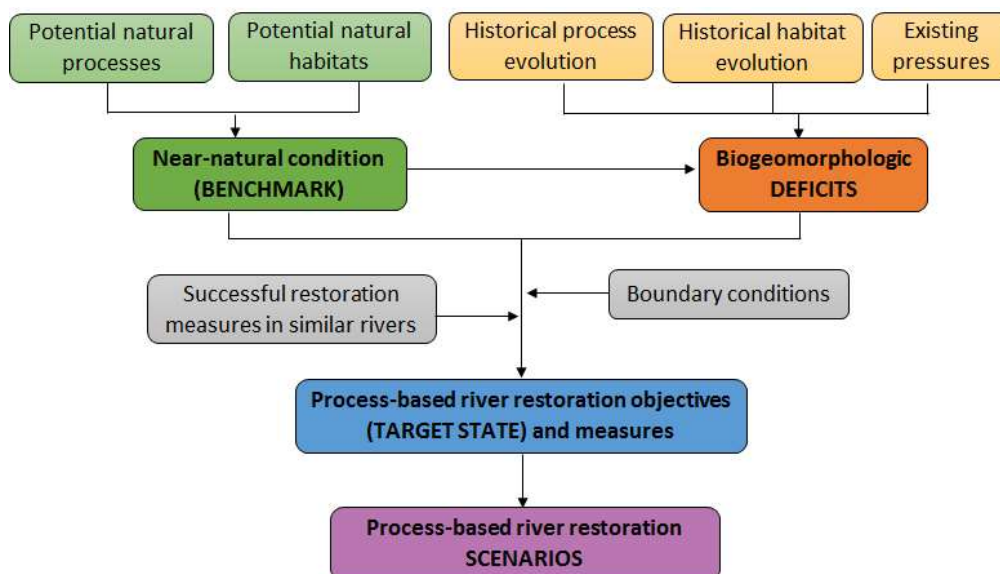 Potential natural
processes
Potential natural
habitats
Historical process
evolution
Historical habitat
evolution
Existing
pressures
Near-natural condition
(BENCHMARK)
Biogeomorphologic
DEFICITS
Successful restoration
measures in similar rivers
Boundary conditions
Process-based river restoration objectives
(TARGET STATE) and measures
Process-based river restoration
SCENARIOS